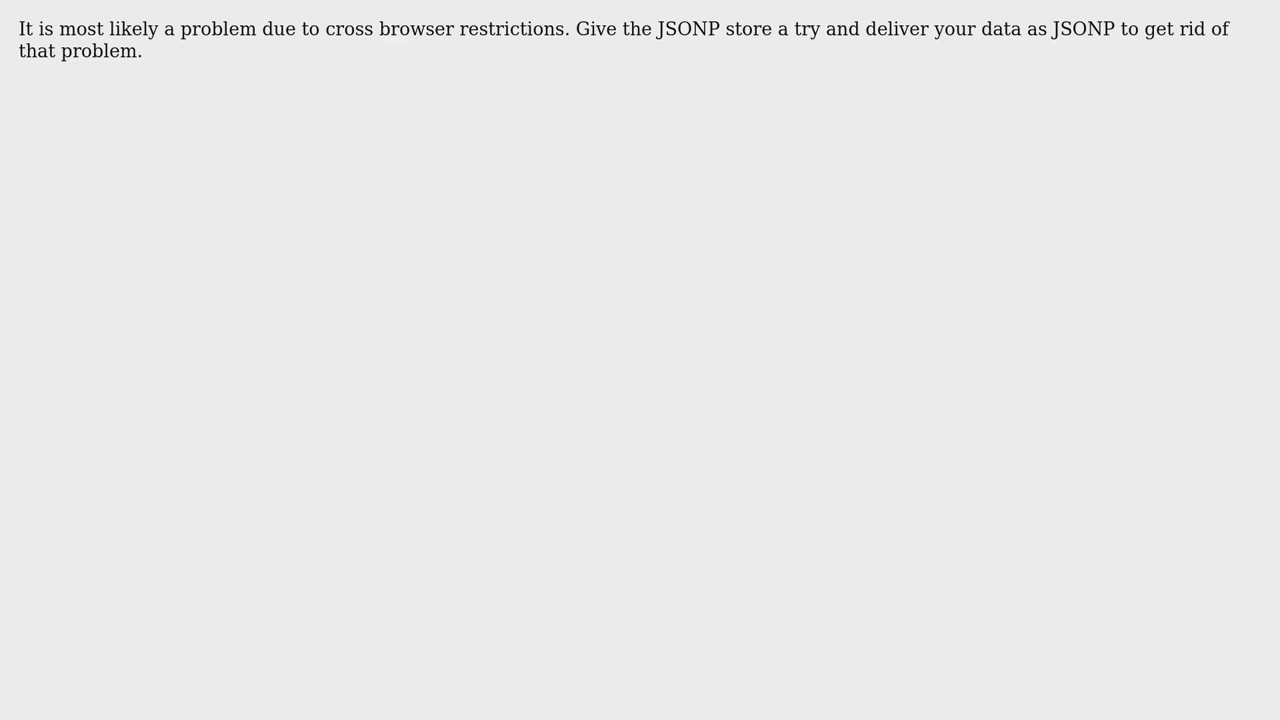 It is most likely a problem due to cross browser restrictions. Give the JSONP store a try and deliver your data as JSONP to get rid of
that problem.